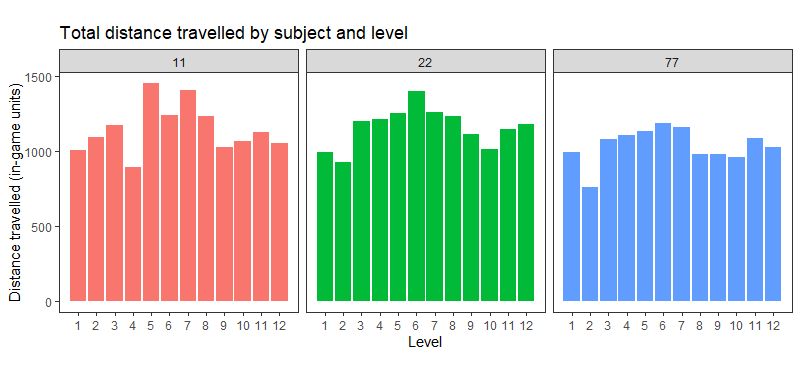 Total distance travelled by subject and level
11 22 77
Distance travelled (in-game units)
1500
1000
500
0
1 2 3 4 5 6 7 8 9 10 11 12 1 2 3 4 5 6 7 8 9 10 11 12 1 2 3 4 5 6 7 8 9 10 11 12
Level